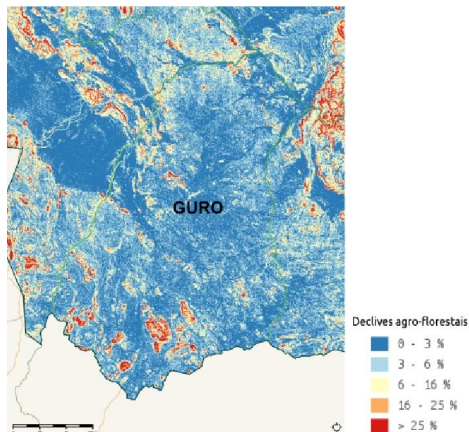 GURO
Declives agro-florestais
0 - 3 %
3 - 6 %
6 - 16 %
16 - 25 %
> 25 %